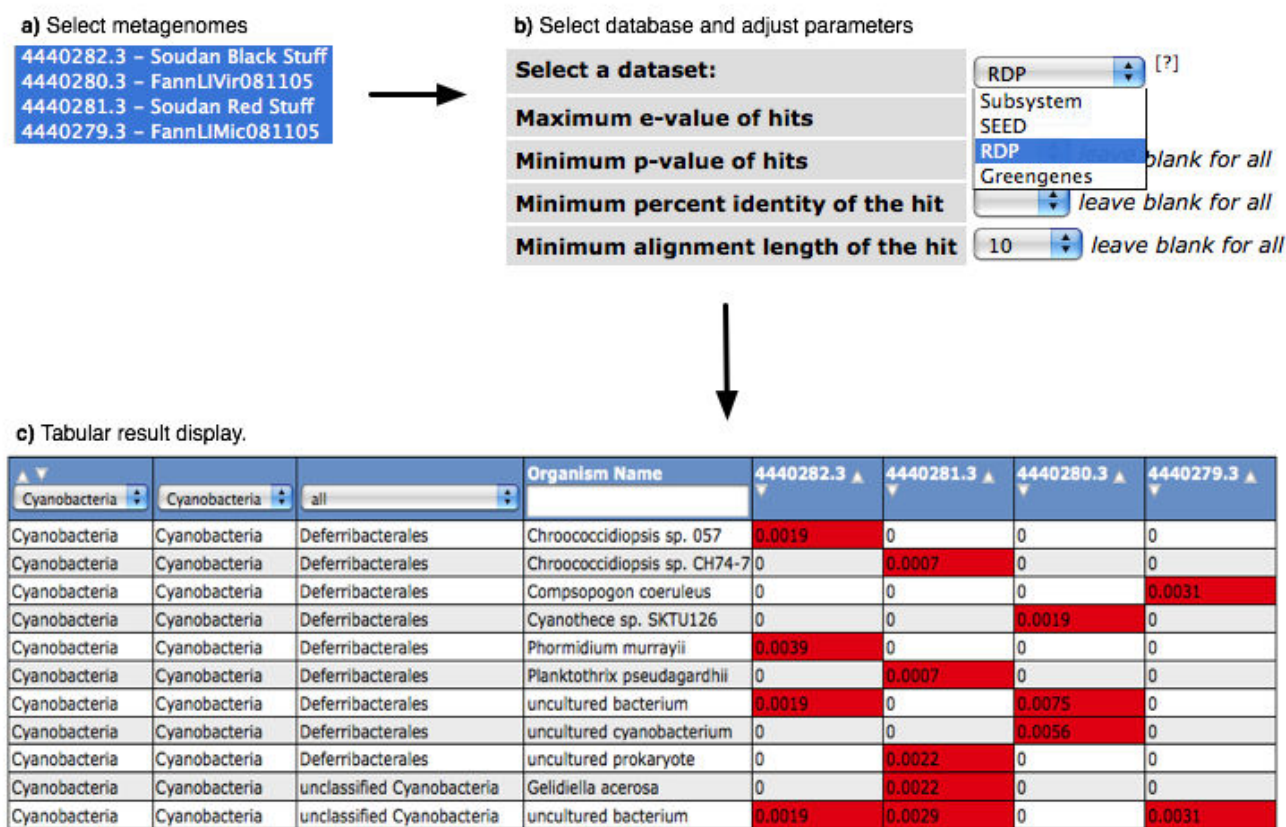 a) Select metagenomes
4440282.3 – Soudan Black Stuff
4440280.3 – FannLIVir081105
4440281.3 – Soudan Red Stuff
4440279.3 – FannLIMic081105
b) Select database and adjust parameters
Select a dataset: RDP [?]
Subsystem
SEED
RDP
Greengenes
Maximum e-value of hits
Minimum p-value of hits leave blank for all
Minimum percent identity of the hit leave blank for all
Minimum alignment length of the hit 10 leave blank for all
c) Tabular result display.
Organism Name 4440282.3 4440281.3 4440280.3 4440279.3
Cyanobacteria Cyanobacteria all
Cyanobacteria Cyanobacteria Deferribacterales Chroococcidiopsis sp. 057 0.0019 0 0 0
Cyanobacteria Cyanobacteria Deferribacterales Chroococcidiopsis sp. CH74-7 0 0.0007 0 0
Cyanobacteria Cyanobacteria Deferribacterales Compsopogon coeruleus 0 0 0 0.0031
Cyanobacteria Cyanobacteria Deferribacterales Cyanothece sp. SKTU126 0 0 0.0019 0
Cyanobacteria Cyanobacteria Deferribacterales Phormidium murrayii 0.0039 0 0 0
Cyanobacteria Cyanobacteria Deferribacterales Planktothrix pseudagardhii 0 0.0007 0 0
Cyanobacteria Cyanobacteria Deferribacterales uncultured bacterium 0.0019 0 0.0075 0
Cyanobacteria Cyanobacteria Deferribacterales uncultured cyanobacterium 0 0 0.0056 0
Cyanobacteria Cyanobacteria Deferribacterales uncultured prokaryote 0 0.0022 0 0
Cyanobacteria Cyanobacteria unclassified Cyanobacteria Gelidiella acerosa 0 0.0022 0 0
Cyanobacteria Cyanobacteria unclassified Cyanobacteria uncultured bacterium 0.0019 0.0029 0 0.0031